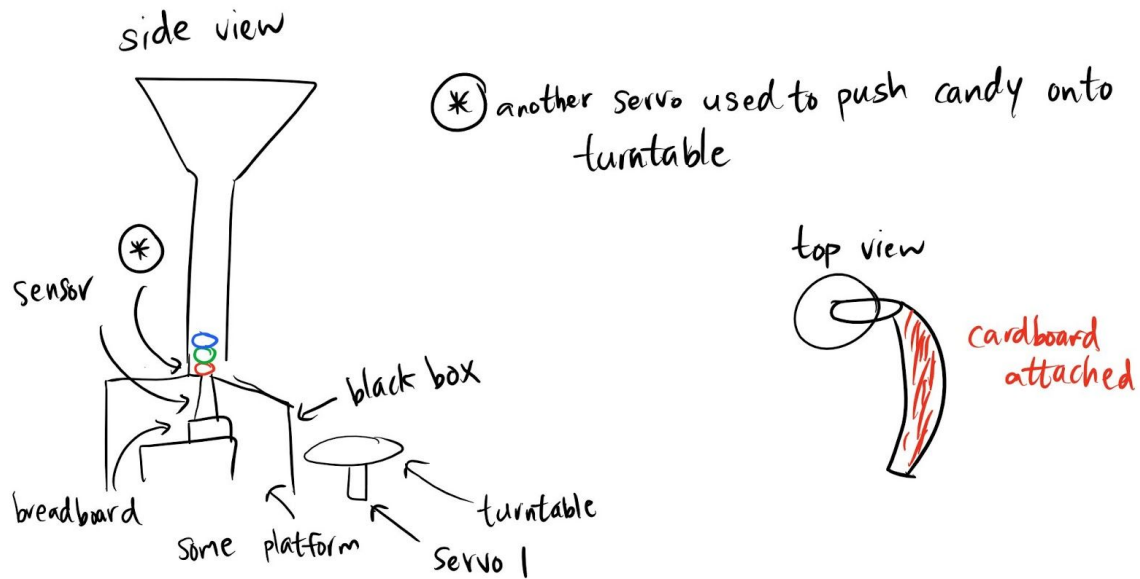 side view
* another servo used to push candy onto
turntable
*
sensor
top view
cardboard
attached
black box
breadboard
some platform
turntable
servo 1